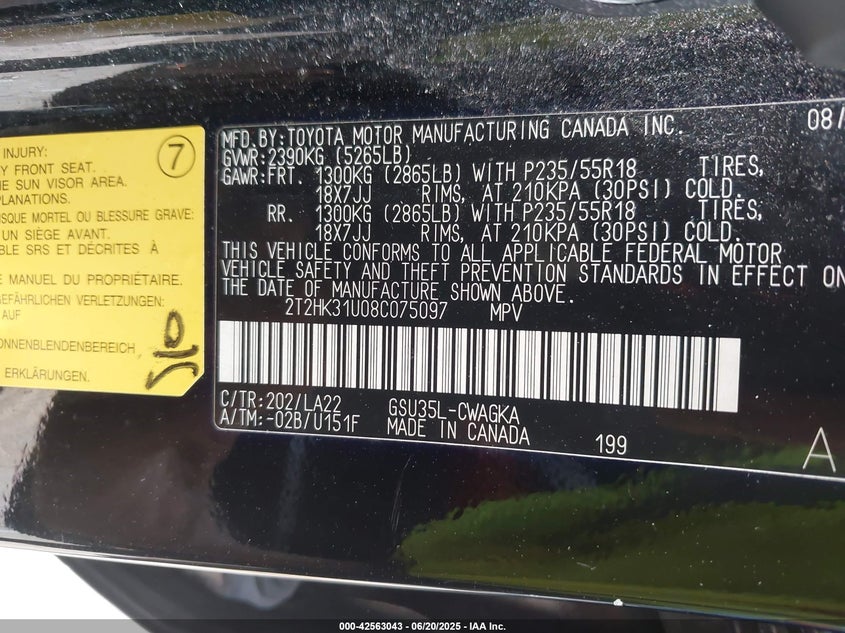 INJURY:
FRONT SEAT.
SUN VISOR AREA.
MORTEL OU BLESSURE GRAVE:
UN SIÈGE AVANT.
SRS ET DÉCRITES À
MANUEL DU PROPRIÉTAIRE.
VERLETZUNGEN:
AUF
ERKLÄRUNGEN.
7
510
MFD.BY:TOYOTA MOTOR MANUFACTURING CANADA INC. 08/
GVWR:2390KG (5265LB)
GAWR:FRT. 1300KG (2865LB) WITH P235/55R18 TIRES,
18X7JJ RIMS, AT 210KPA (30PSI) COLD.
RR. 1300KG (2865LB) WITH P235/55R18 TIRES,
18X7JJ RIMS, AT 210KPA (30PSI) COLD.
THIS VEHICLE CONFORMS TO ALL APPLICABLE FEDERAL MOTOR
VEHICLE SAFETY AND THEFT PREVENTION STANDARDS IN EFFECT ON
THE DATE OF MANUFACTURE SHOWN ABOVE.
2T2HK31U08C075097 MPV
C/TR:202/LA22 GSU35L-CWAGKA
A/TM:-02B/U151F MADE IN CANADA 199
A
000-42563043 - 06/20/2025 - IAA Inc.